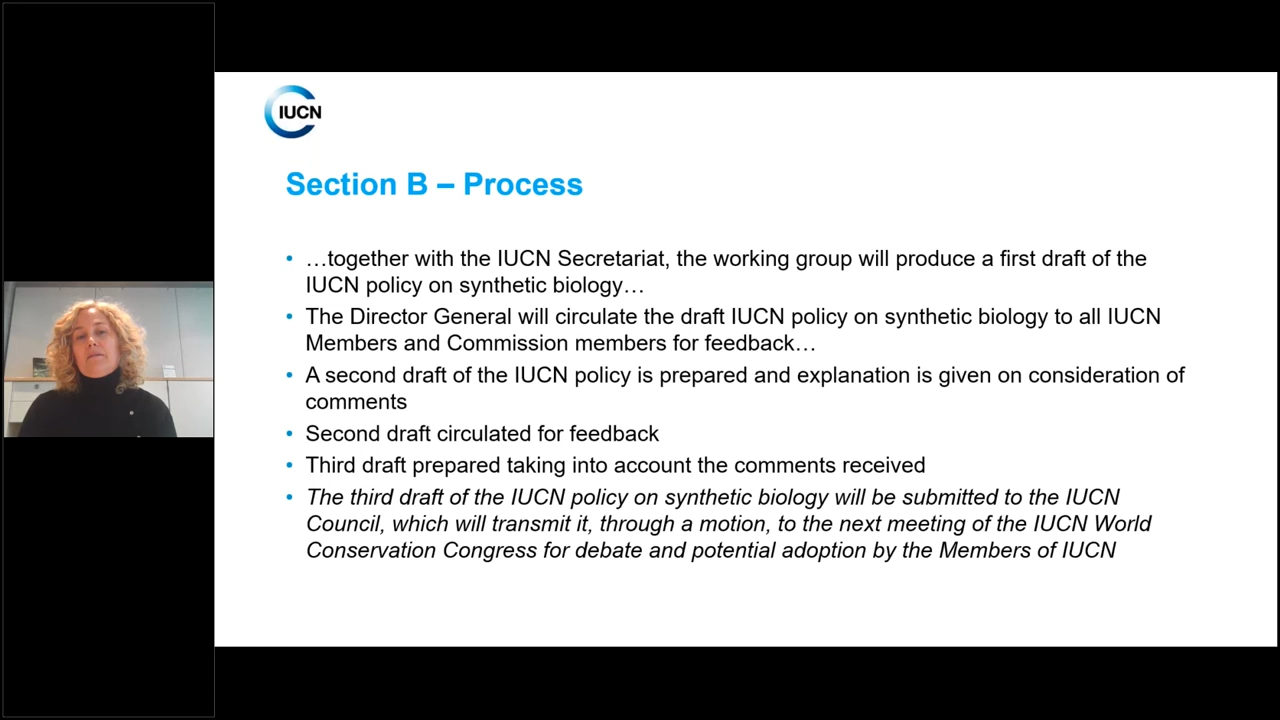 IUCN
Section B – Process
• …together with the IUCN Secretariat, the working group will produce a first draft of the
IUCN policy on synthetic biology…
• The Director General will circulate the draft IUCN policy on synthetic biology to all IUCN
Members and Commission members for feedback…
• A second draft of the IUCN policy is prepared and explanation is given on consideration of
comments
• Second draft circulated for feedback
• Third draft prepared taking into account the comments received
• The third draft of the IUCN policy on synthetic biology will be submitted to the IUCN
Council, which will transmit it, through a motion, to the next meeting of the IUCN World
Conservation Congress for debate and potential adoption by the Members of IUCN